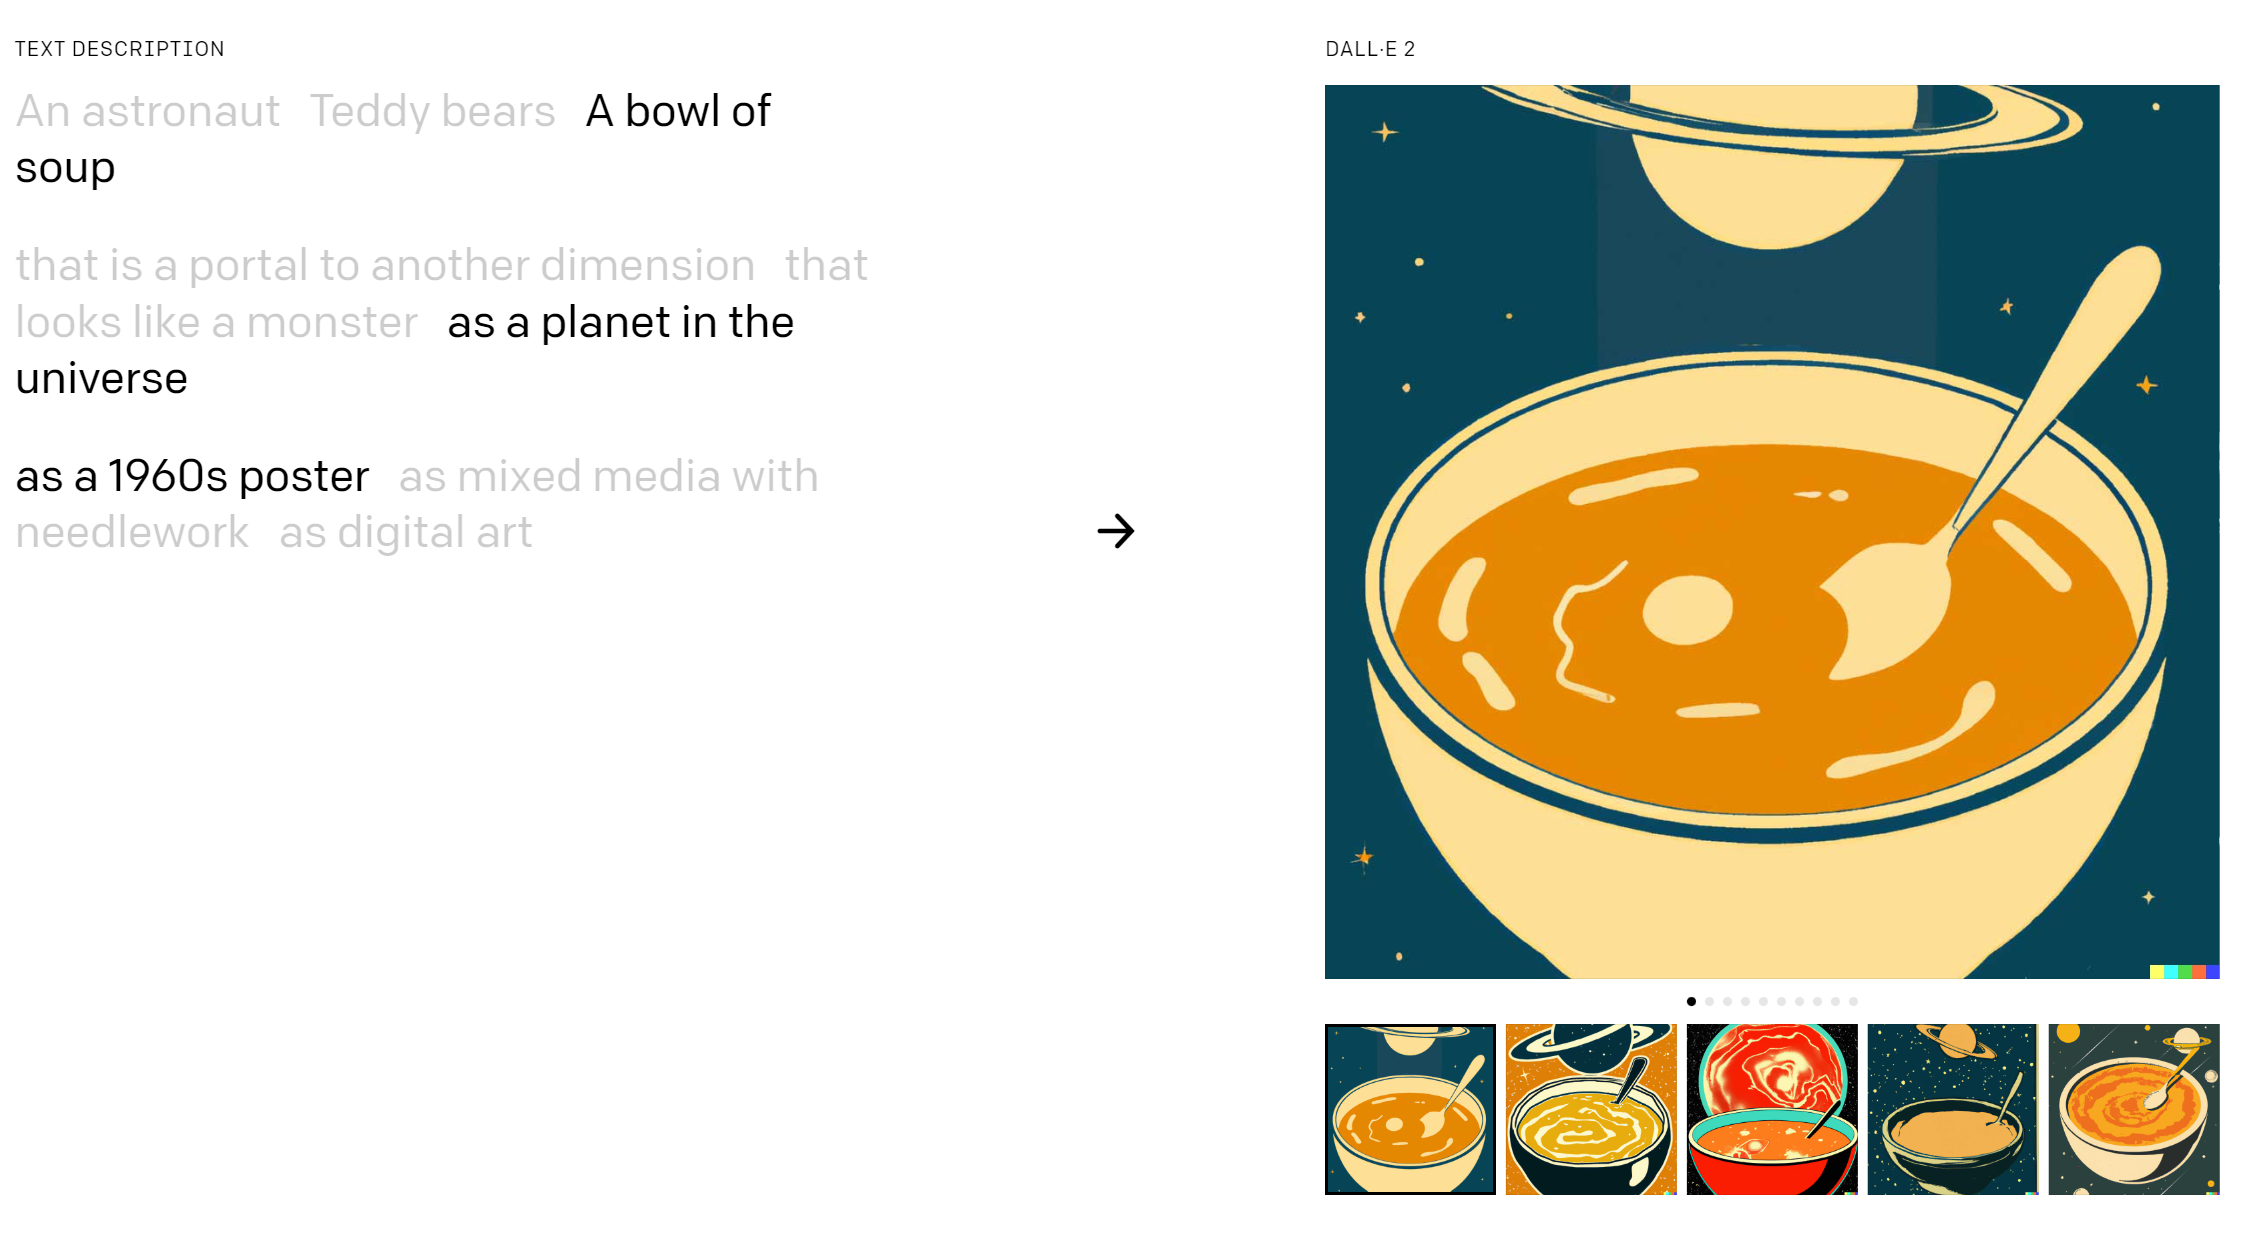 TEXT DESCRIPTION
An astronaut Teddy bears A bowl of
soup
that is a portal to another dimension that
looks like a monster as a planet in the
universe
as a 1960s poster as mixed media with
needlework as digital art
DALL·E 2